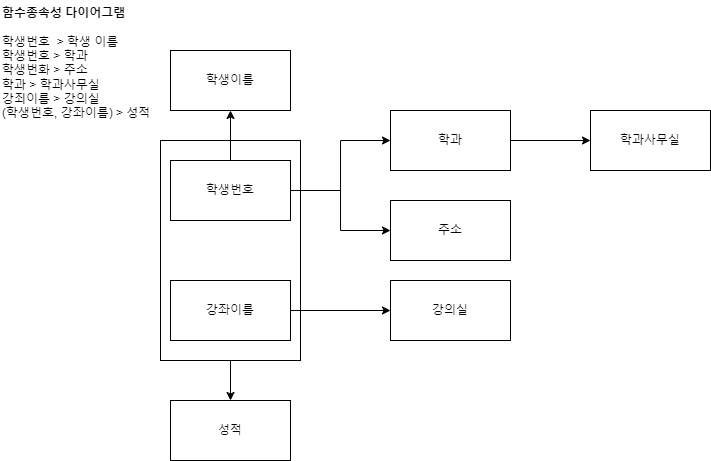 함수종속성 다이어그램
학생번호 > 학생 이름
학생번호 > 학과
학생번화 > 주소
학과 > 학과사무실
강죄이름 > 강의실
(학생번호, 강좌이름) > 성적
학생이름
학과
학과사무실
학생번호
주소
강좌이름
강의실
성적